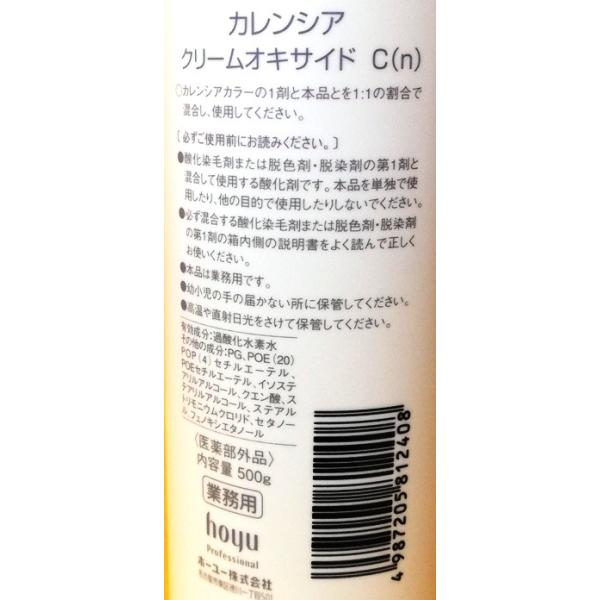 カレンシア
クリームオキサイド C(n)
○カレンシアカラーの1剤と本品とを1:1の割合で
混合し、使用してください。
〔必ずご使用前にお読みください。〕
●酸化染毛剤または脱色剤・脱染剤の第1剤と
混合して使用する酸化剤です。本品を単独で使
用したり、他の目的で使用したりしないでください。
●必ず混合する酸化染毛剤または脱色剤・脱染剤
の第1剤の箱内側の説明書をよく読んで正しく
お使いください。
●本品は業務用です。
●幼小児の手の届かない所に保管してください。
●高温や直射日光をさけて保管してください。
有効成分:過酸化水素水
その他の成分:PG、POE(20)
POP(4)セチルエーテル、
POEセチルエーテル、イソステ
アリルアルコール、クエン酸、ス
テアリルアルコール、ステアル
トリモニウムクロリド、セタノー
ル、フェノキシエタノール
〈医薬部外品〉
内容量 500g
業務用
hoyu
Professional
ホーユー株式会社
名古屋市東区徳川一丁目501
4987205812408